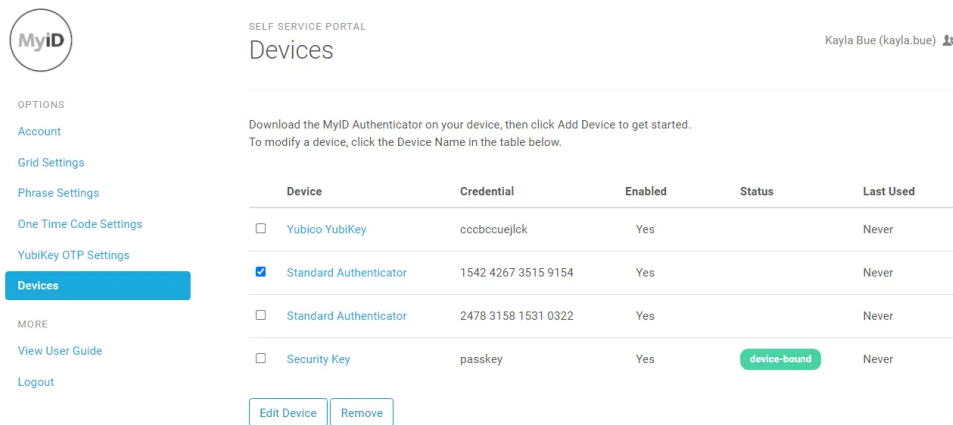 MyiD
SELF SERVICE PORTAL
Devices
Kayla Bue (kayla.bue)
OPTIONS
Account
Grid Settings
Phrase Settings
One Time Code Settings
YubiKey OTP Settings
Devices
MORE
View User Guide
Logout
Download the MyID Authenticator on your device, then click Add Device to get started.
To modify a device, click the Device Name in the table below.
Device Credential Enabled Status Last Used
Yubico YubiKey cccbccuejlck Yes Never
Standard Authenticator 1542 4267 3515 9154 Yes Never
Standard Authenticator 2478 3158 1531 0322 Yes Never
Security Key passkey Yes device-bound Never
Edit Device Remove